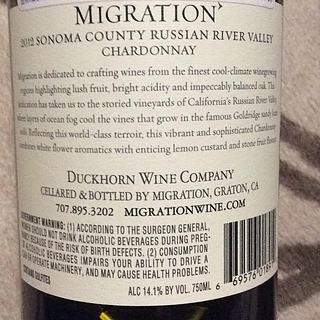 MIGRATION
2012 SONOMA COUNTY RUSSIAN RIVER VALLEY
CHARDONNAY
Migration is dedicated to crafting wines from the finest cool-climate winegrowing
regions highlighting lush fruit, bright acidity and impeccably balanced oak. This
dedication has taken us to the storied vineyards of California's Russian River Valley
where layers of ocean fog cool the vines that grow in the famous Goldridge sandy loam
soils. Reflecting this world-class terroir, this vibrant and sophisticated Chardonnay
combines white flower aromatics with enticing lemon custard and stone fruit flavors.
DUCKHORN WINE COMPANY
CELLARED & BOTTLED BY MIGRATION, GRATON, CA
707.895.3202 MIGRATIONWINE.COM
GOVERNMENT WARNING: (1) ACCORDING TO THE SURGEON GENERAL,
WOMEN SHOULD NOT DRINK ALCOHOLIC BEVERAGES DURING PREG-
NANCY BECAUSE OF THE RISK OF BIRTH DEFECTS. (2) CONSUMPTION
OF ALCOHOLIC BEVERAGES IMPAIRS YOUR ABILITY TO DRIVE A
CAR OR OPERATE MACHINERY, AND MAY CAUSE HEALTH PROBLEMS.
CONTAINS SULFITES
ALC 14.1% BY VOL. 750ML
6 69576